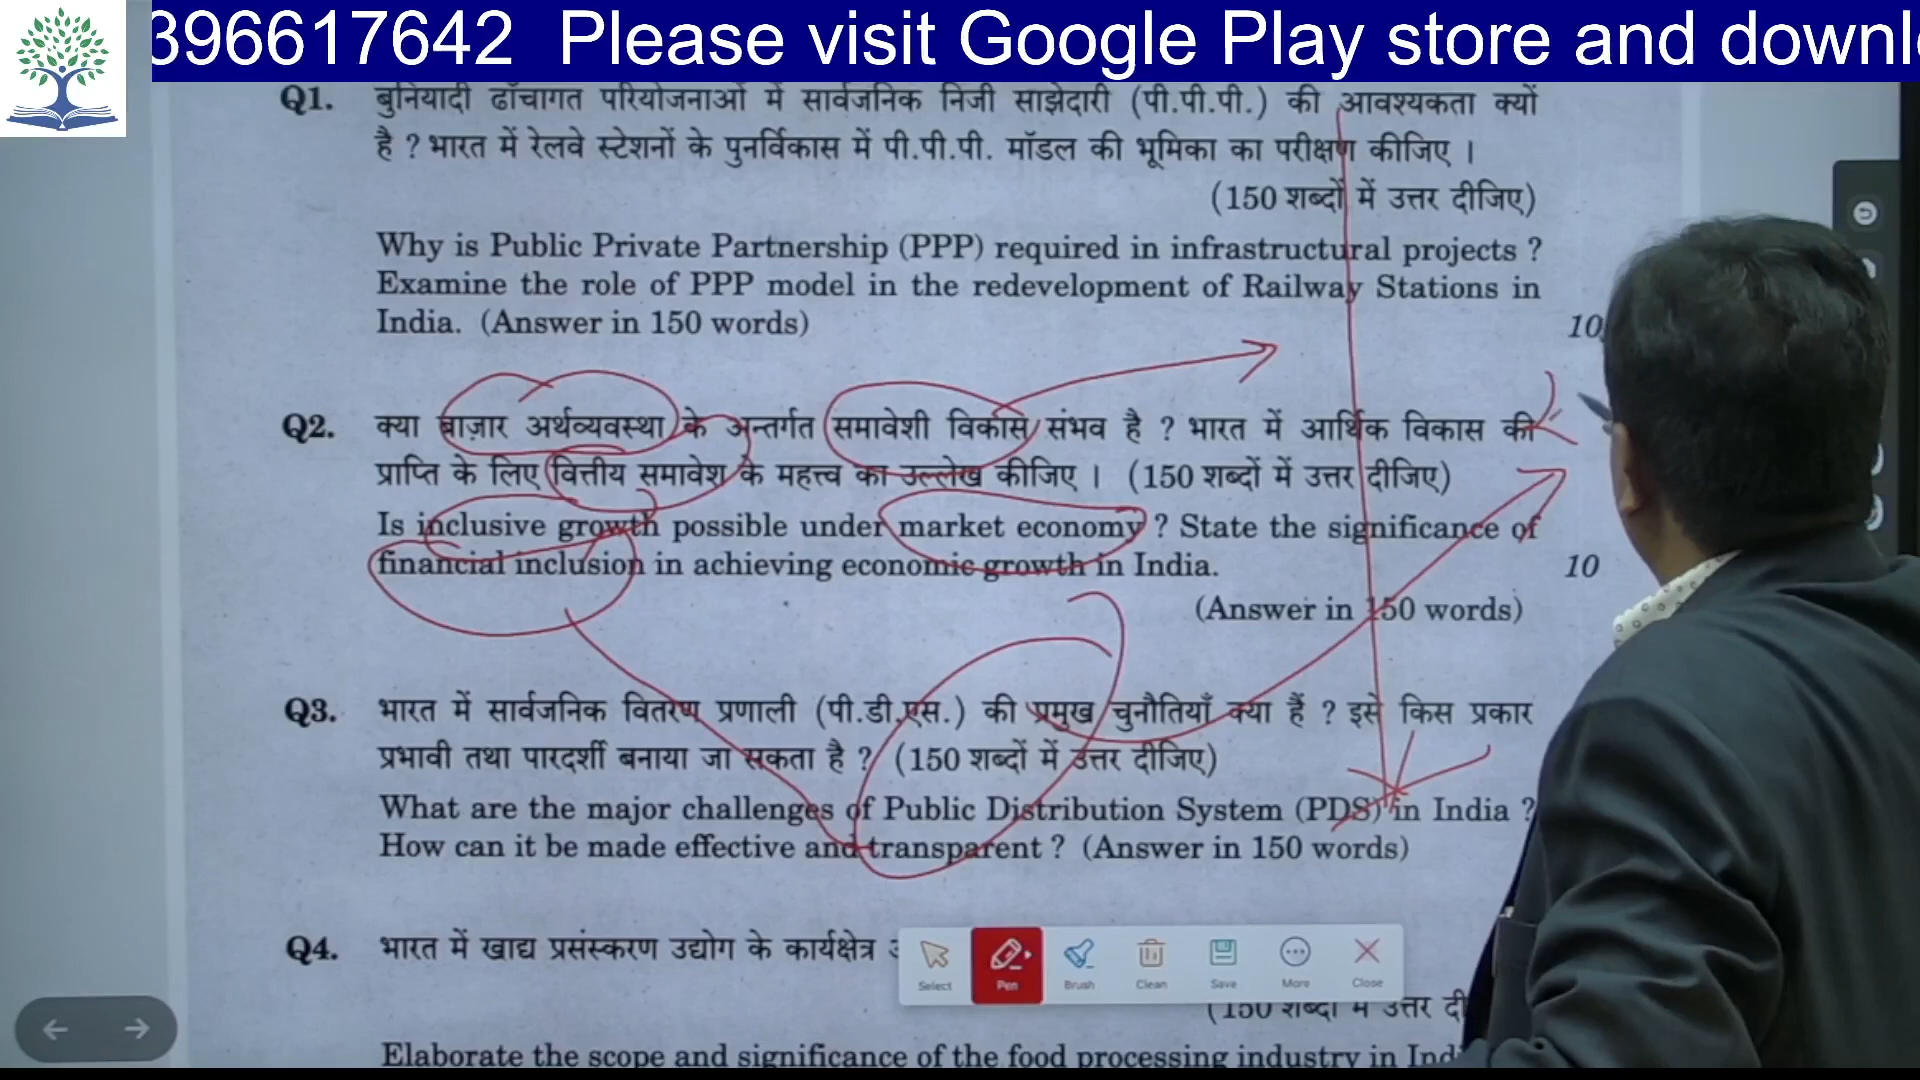 396617642 Please visit Google Play store and downl
Q1. बुनियादी ढाँचागत परियोजनाओं में सार्वजनिक निजी साझेदारी (पी.पी.पी.) की आवश्यकता क्यों
है ? भारत में रेलवे स्टेशनों के पुनर्विकास में पी.पी.पी. मॉडल की भूमिका का परीक्षण कीजिए ।
(150 शब्दों में उत्तर दीजिए)
Why is Public Private Partnership (PPP) required in infrastructural projects ?
Examine the role of PPP model in the redevelopment of Railway Stations in
India. (Answer in 150 words) 10
Q2. क्या बाज़ार अर्थव्यवस्था के अन्तर्गत समावेशी विकास संभव है ? भारत में आर्थिक विकास की
प्राप्ति के लिए वित्तीय समावेश के महत्त्व का उल्लेख कीजिए । (150 शब्दों में उत्तर दीजिए)
Is inclusive growth possible under market economy ? State the significance of
financial inclusion in achieving economic growth in India. 10
(Answer in 150 words)
Q3. भारत में सार्वजनिक वितरण प्रणाली (पी.डी.एस.) की प्रमुख चुनौतियाँ क्या हैं ? इसे किस प्रकार
प्रभावी तथा पारदर्शी बनाया जा सकता है ? (150 शब्दों में उत्तर दीजिए)
What are the major challenges of Public Distribution System (PDS) in India ?
How can it be made effective and transparent ? (Answer in 150 words)
Q4. भारत में खाद्य प्रसंस्करण उद्योग के कार्यक्षेत्र
Select Pen Brush Clean Save More Close
(150 शब्दों में उत्तर दी
Elaborate the scope and significance of the food processing industry in Ind